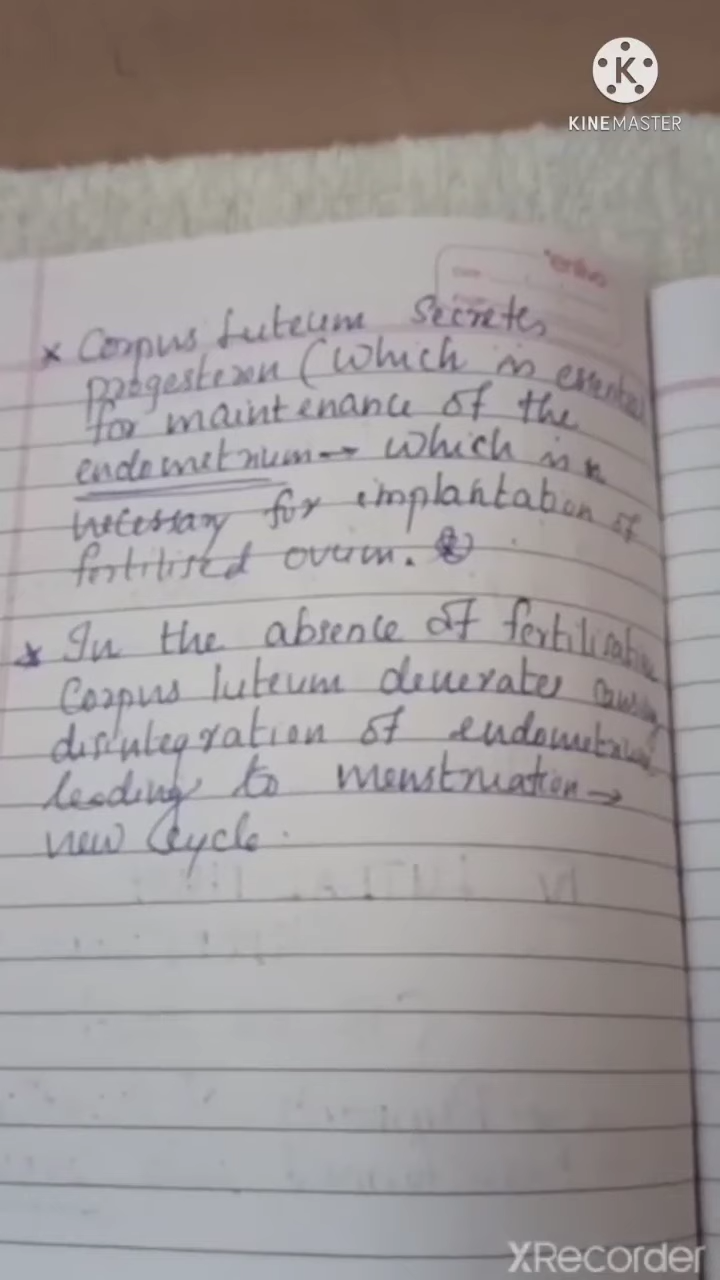 KINEMASTER
* Corpus luteum Secretes
Progesteron (which is essential
for maintenance of the
endometrium → which is
necessary for implantation of
fertilised ovum.
* In the absence of fertilisation
Corpus luteum deuerates causing
disintegration of endometrium
leading to menstruation →
new Cycle.
XRecorder